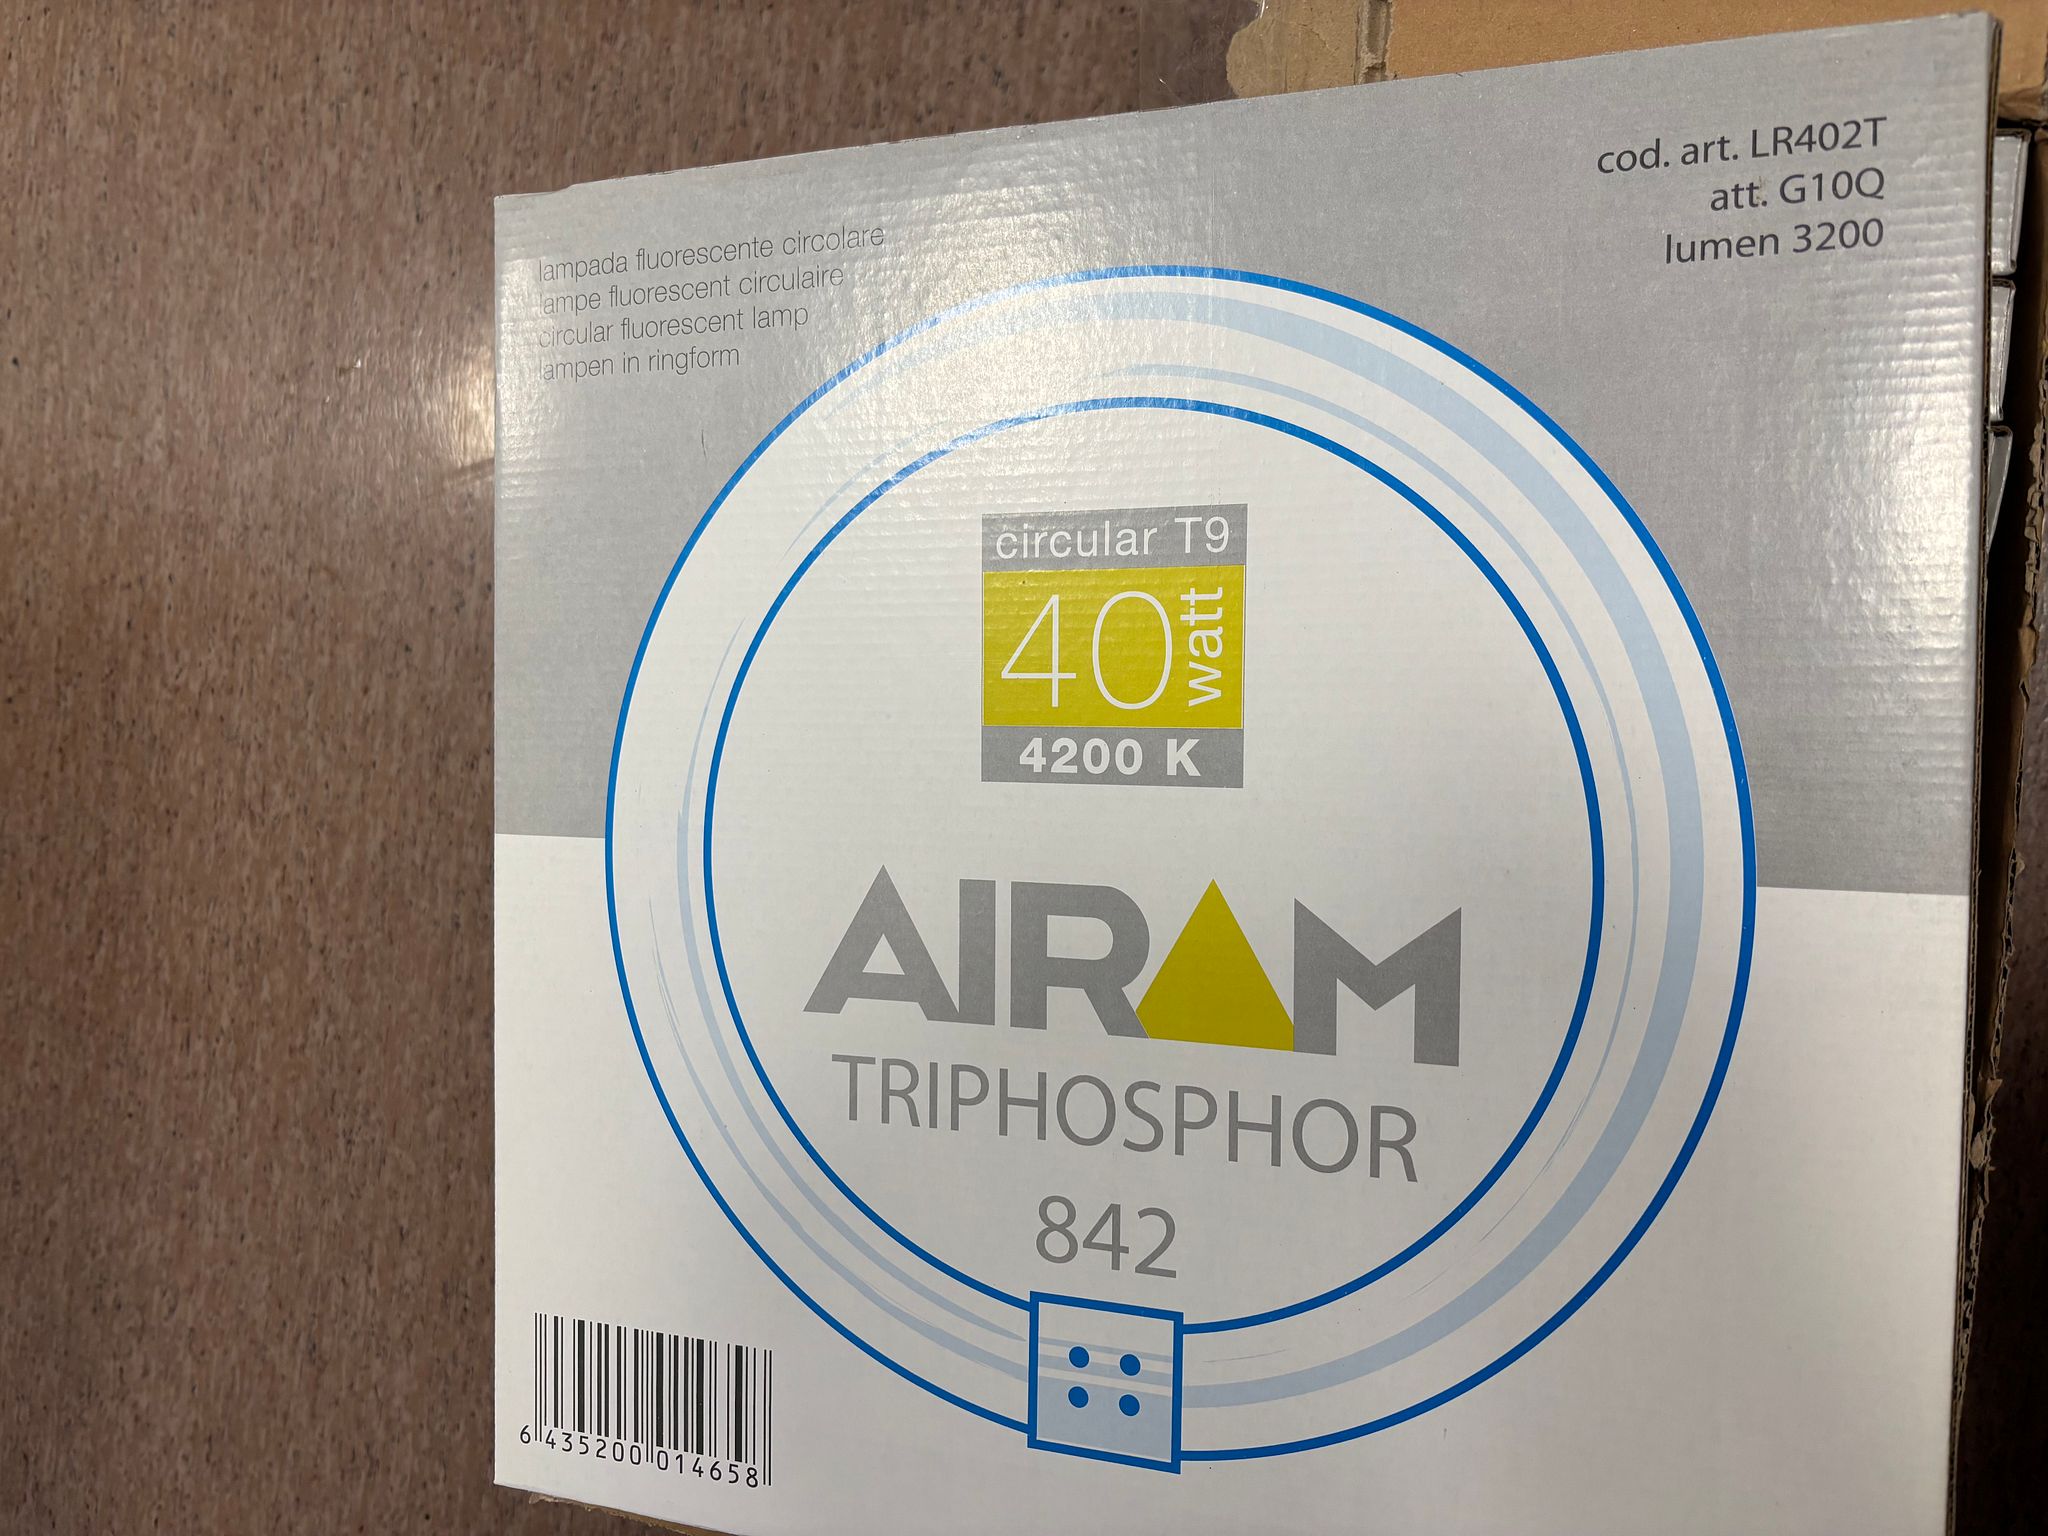 cod. art. LR402T
att. G10Q
lumen 3200
lampada fluorescente circolare
lampe fluorescent circulaire
circular fluorescent lamp
lampen in ringform
circular T9
40 watt
4200 K
AIRAM
TRIPHOSPHOR
842
6 435200 014658